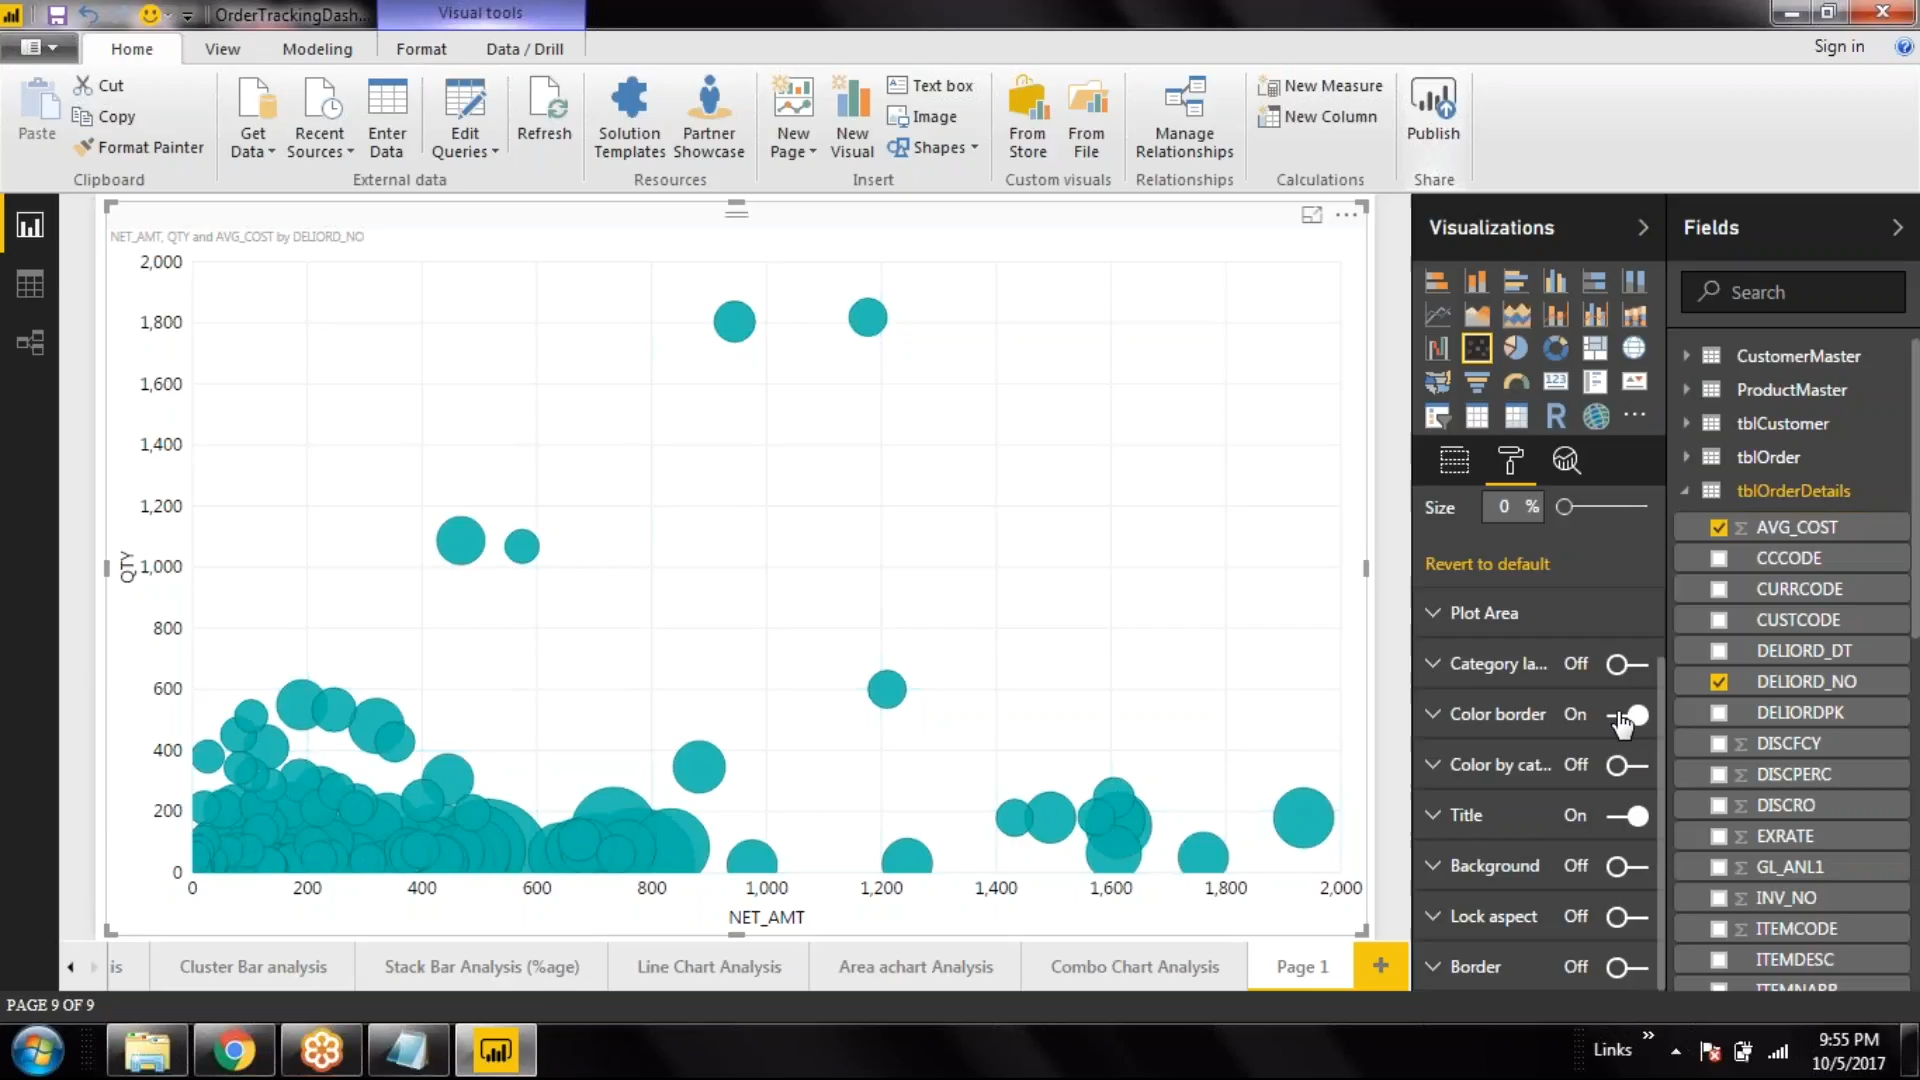 OrderTrackingDash...
Visual tools
Home
View
Modeling
Format
Data / Drill
Sign in
Paste
Cut
Copy
Format Painter
Clipboard
Get Data
Recent Sources
Enter Data
Edit Queries
Refresh
External data
Solution Templates
Partner Showcase
Resources
New Page
New Visual
Text box
Image
Shapes
Insert
From Store
From File
Custom visuals
Manage Relationships
Relationships
New Measure
New Column
Calculations
Publish
Share
NET_AMT, QTY and AVG_COST by DELIORD_NO
2,000
1,800
1,600
1,400
1,200
1,000
800
600
400
200
0
QTY
0 200 400 600 800 1,000 1,200 1,400 1,600 1,800 2,000
NET_AMT
Visualizations
123
R
Size 0 %
Revert to default
Plot Area
Category la... Off
Color border On
Color by cat... Off
Title On
Background Off
Lock aspect Off
Border Off
Fields
Search
CustomerMaster
ProductMaster
tblCustomer
tblOrder
tblOrderDetails
AVG_COST
CCCODE
CURRCODE
CUSTCODE
DELIORD_DT
DELIORD_NO
DELIORDPK
DISCFCY
DISCPERC
DISCRO
EXRATE
GL_ANL1
INV_NO
ITEMCODE
ITEMDESC
ITEMNARR
is
Cluster Bar analysis
Stack Bar Analysis (%age)
Line Chart Analysis
Area achart Analysis
Combo Chart Analysis
Page 1
PAGE 9 OF 9
Links
9:55 PM
10/5/2017